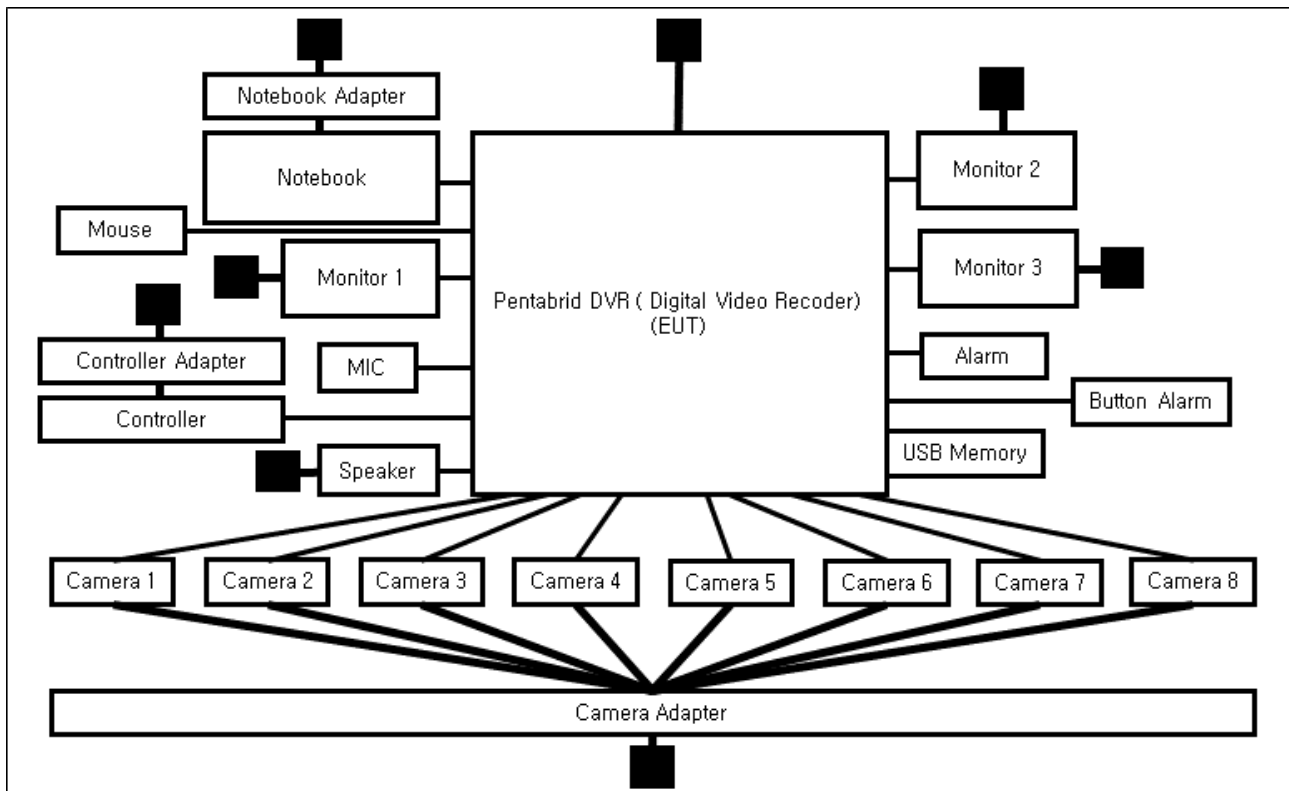 Notebook Adapter
Notebook
Monitor 2
Mouse
Monitor 1
Monitor 3
Pentabrid DVR ( Digital Video Recoder)
(EUT)
Controller Adapter
MIC
Alarm
Controller
Button Alarm
Speaker
USB Memory
Camera 1
Camera 2
Camera 3
Camera 4
Camera 5
Camera 6
Camera 7
Camera 8
Camera Adapter